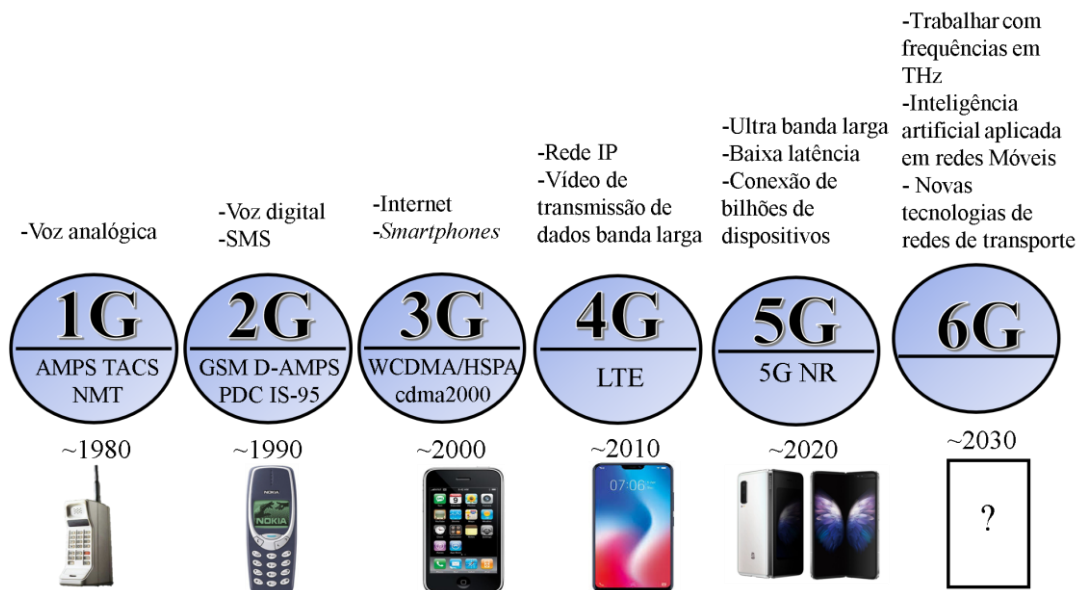 -Voz analógica
1G
AMPS TACS
NMT
~1980
-Voz digital
-SMS
2G
GSM D-AMPS
PDC IS-95
~1990
NOKIA
NOKIA
-Internet
-Smartphones
3G
WCDMA/HSPA
cdma2000
~2000
-Rede IP
-Vídeo de
transmissão de
dados banda larga
4G
LTE
~2010
07:06
-Ultra banda larga
-Baixa latência
-Conexão de
bilhões de
dispositivos
5G
5G NR
~2020
-Trabalhar com
frequências em
THz
-Inteligência
artificial aplicada
em redes Móveis
- Novas
tecnologias de
redes de transporte
6G
~2030
?